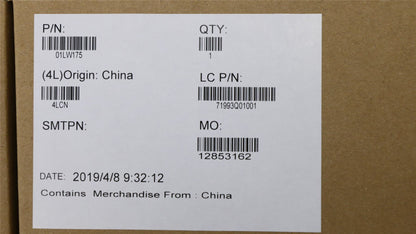 P/N:
QTY:
01LW175
1
(4L)Origin: China
LC P/N:
4LCN
71993Q01001
SMTPN:
MO:
12853162
DATE: 2019/4/8 9:32:12
Contains Merchandise From : China